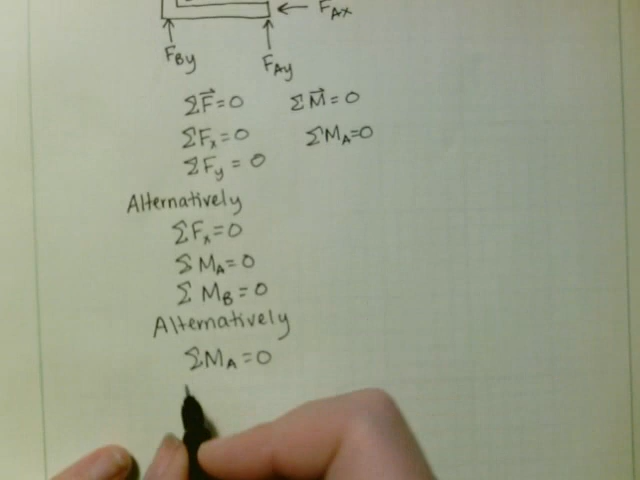 F_Ax
F_By F_Ay
ΣF⃗=0 ΣM⃗=0
ΣF_x=0 ΣM_A=0
ΣF_y=0
Alternatively
ΣF_x=0
ΣM_A=0
ΣM_B=0
Alternatively
ΣM_A=0